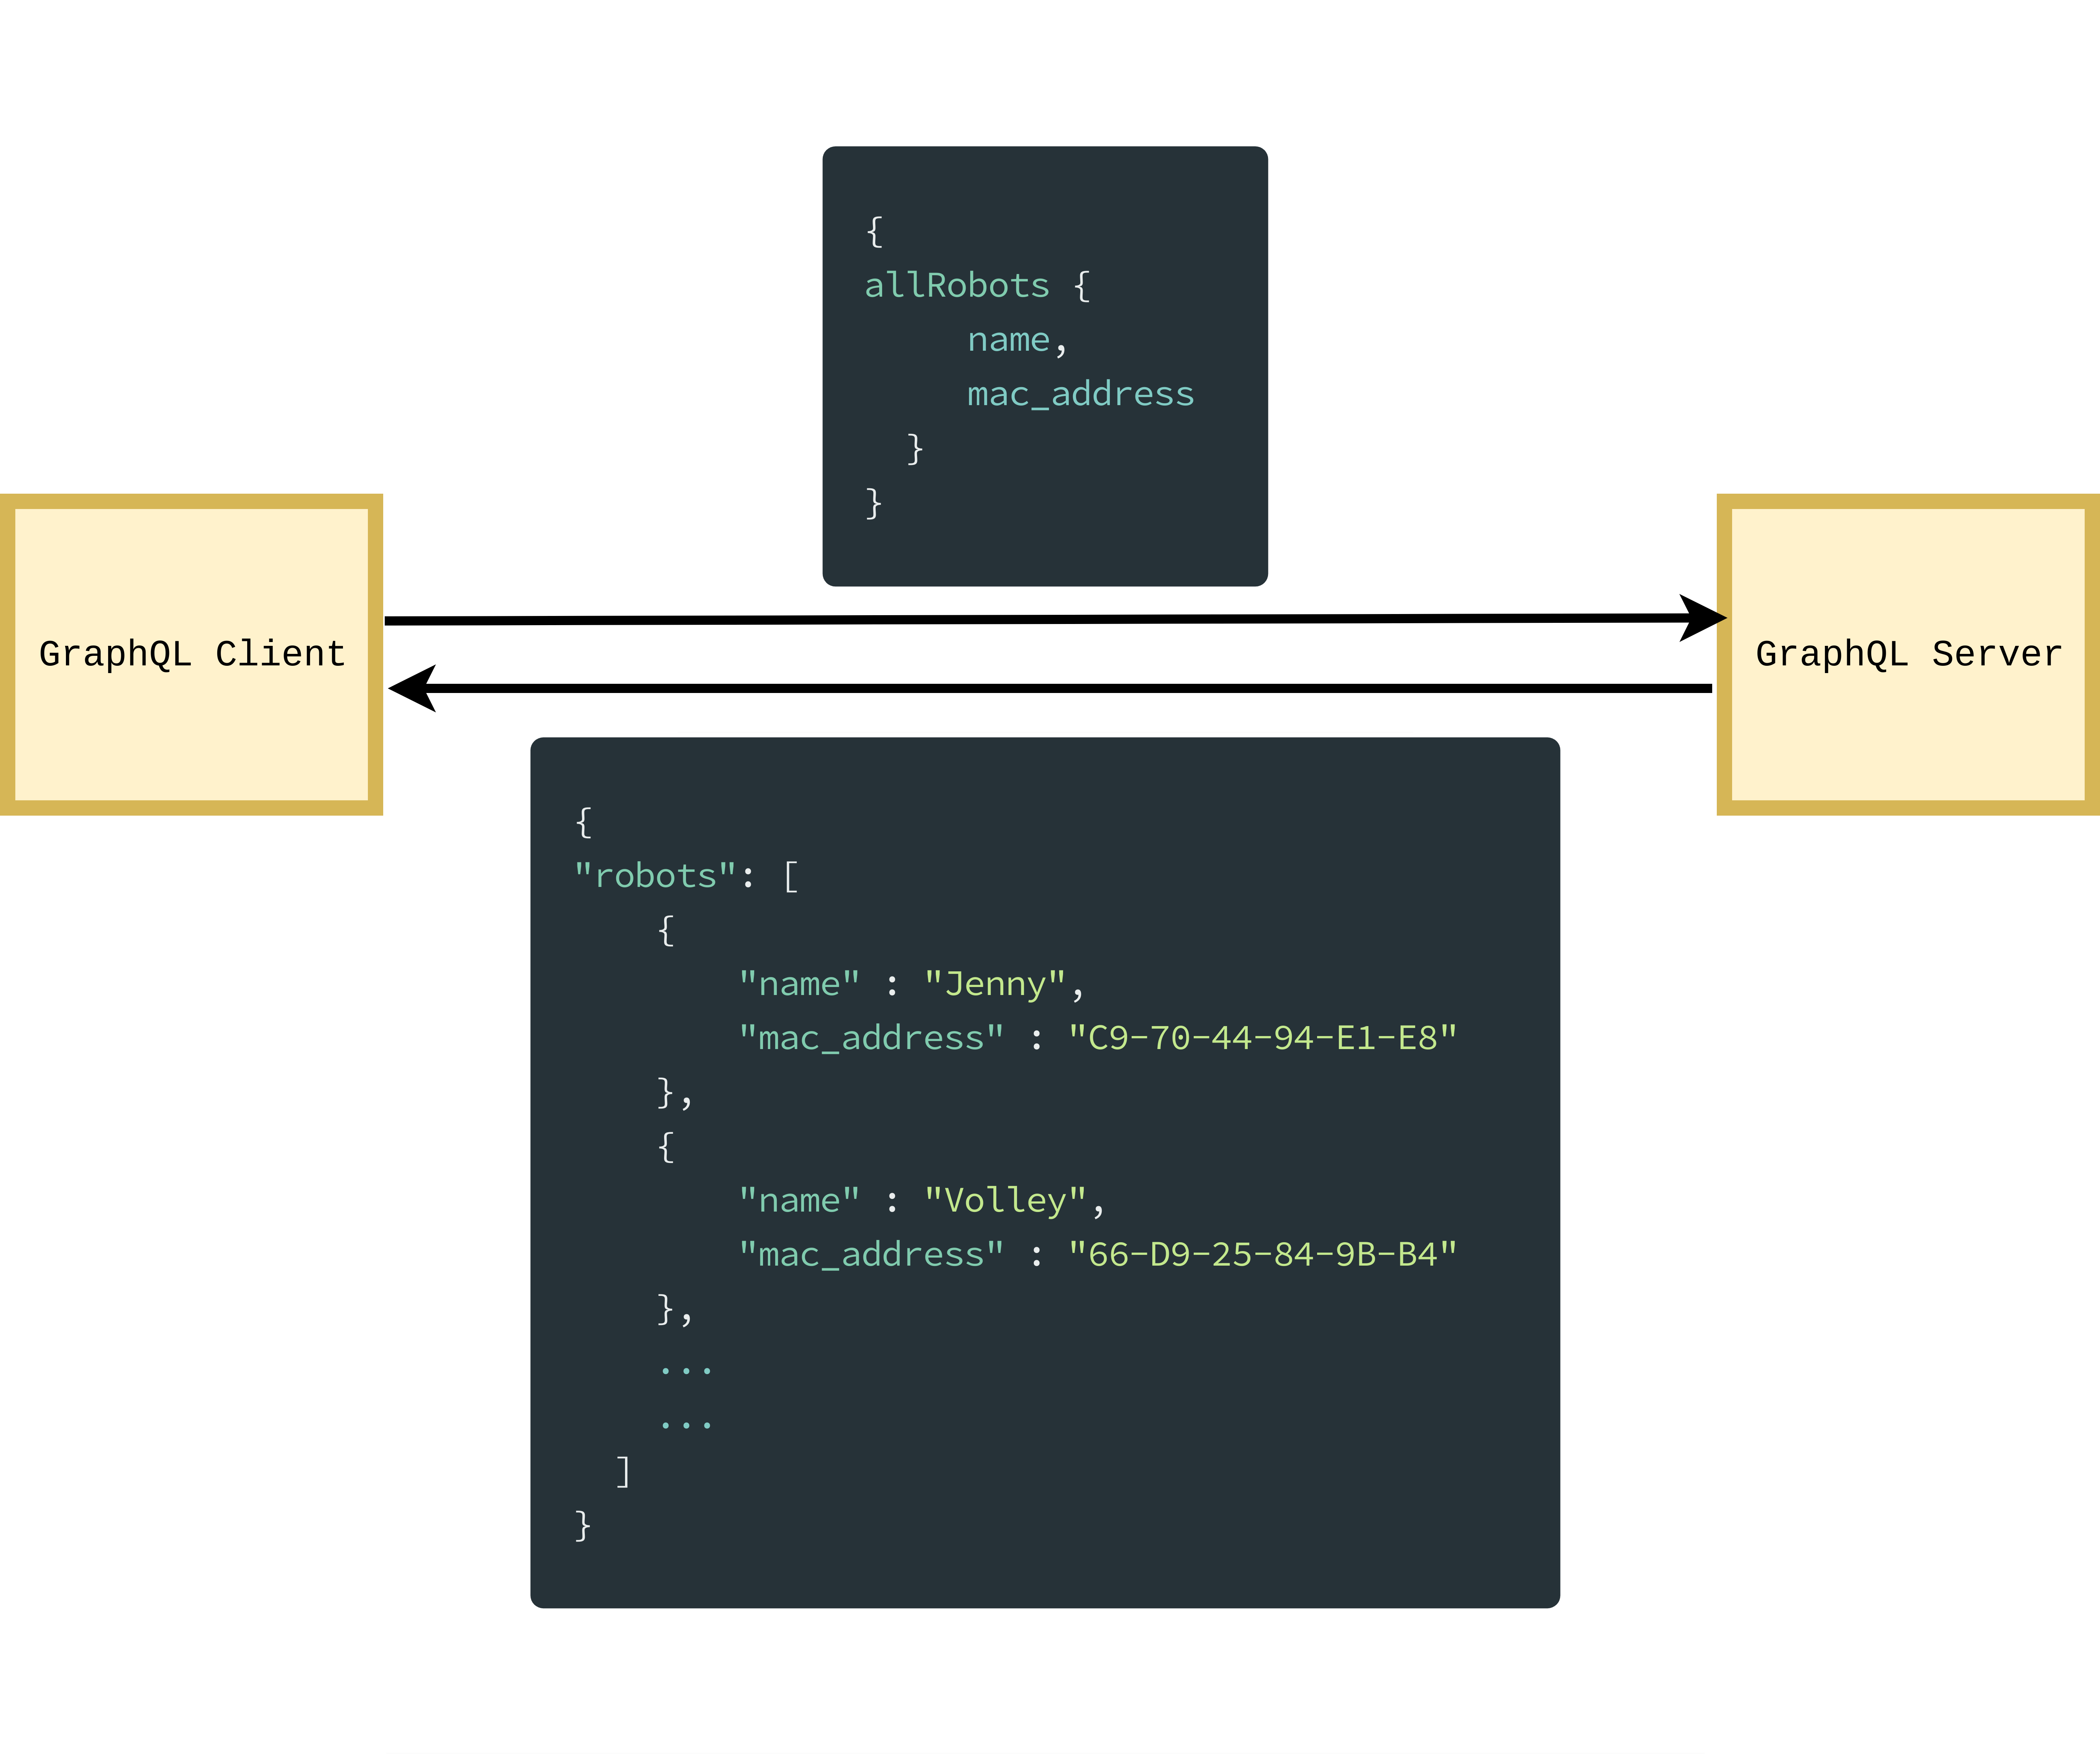 {
allRobots {
     name,
     mac_address
  }
}
GraphQL Client
GraphQL Server
{
"robots": [
    {
        "name" : "Jenny",
        "mac_address" : "C9-70-44-94-E1-E8"
    },
    {
        "name" : "Volley",
        "mac_address" : "66-D9-25-84-9B-B4"
    },
    ...
    ...
  ]
}